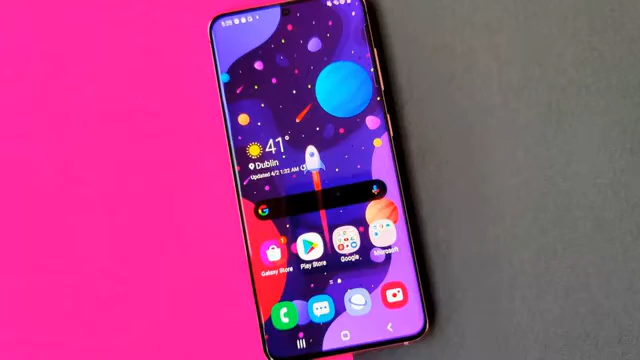 41°
Dublin
Updated 4/2 1:32 AM
G
Galaxy Store
Play Store
Google
Microsoft